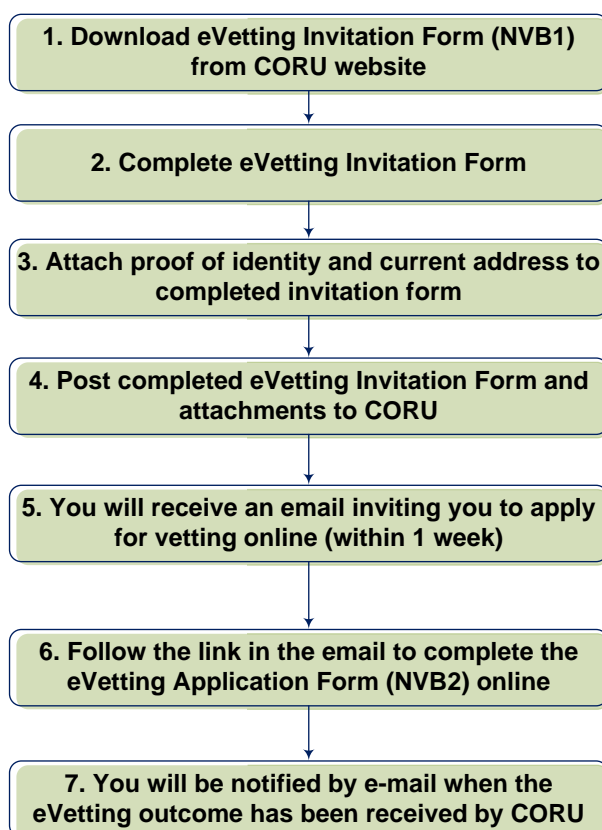 1. Download eVetting Invitation Form (NVB1)
from CORU website
2. Complete eVetting Invitation Form
3. Attach proof of identity and current address to
completed invitation form
4. Post completed eVetting Invitation Form and
attachments to CORU
5. You will receive an email inviting you to apply
for vetting online (within 1 week)
6. Follow the link in the email to complete the
eVetting Application Form (NVB2) online
7. You will be notified by e-mail when the
eVetting outcome has been received by CORU